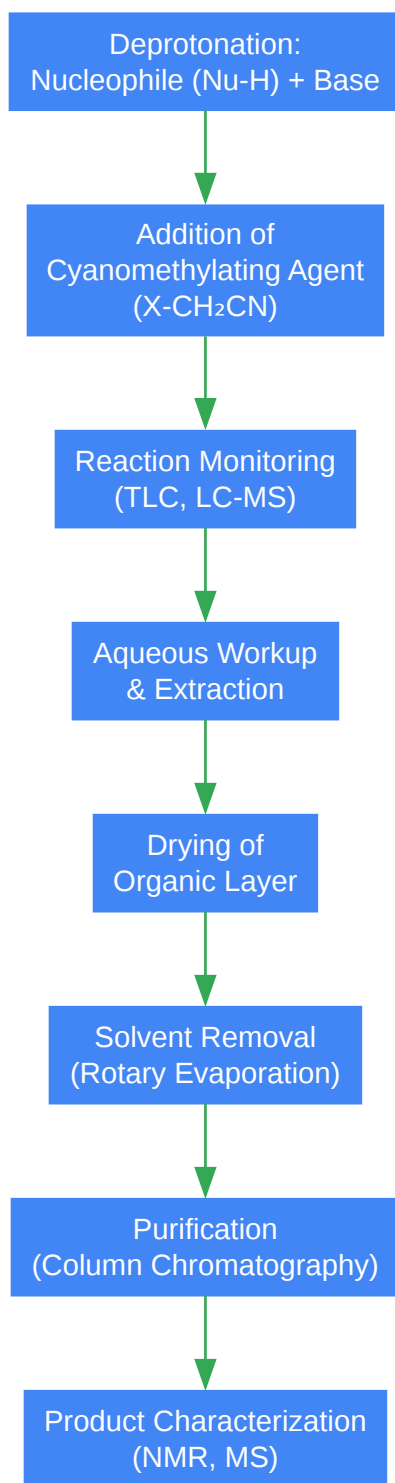 Deprotonation:
Nucleophile (Nu-H) + Base
Addition of
Cyanomethylating Agent
(X-CH₂CN)
Reaction Monitoring
(TLC, LC-MS)
Aqueous Workup
& Extraction
Drying of
Organic Layer
Solvent Removal
(Rotary Evaporation)
Purification
(Column Chromatography)
Product Characterization
(NMR, MS)